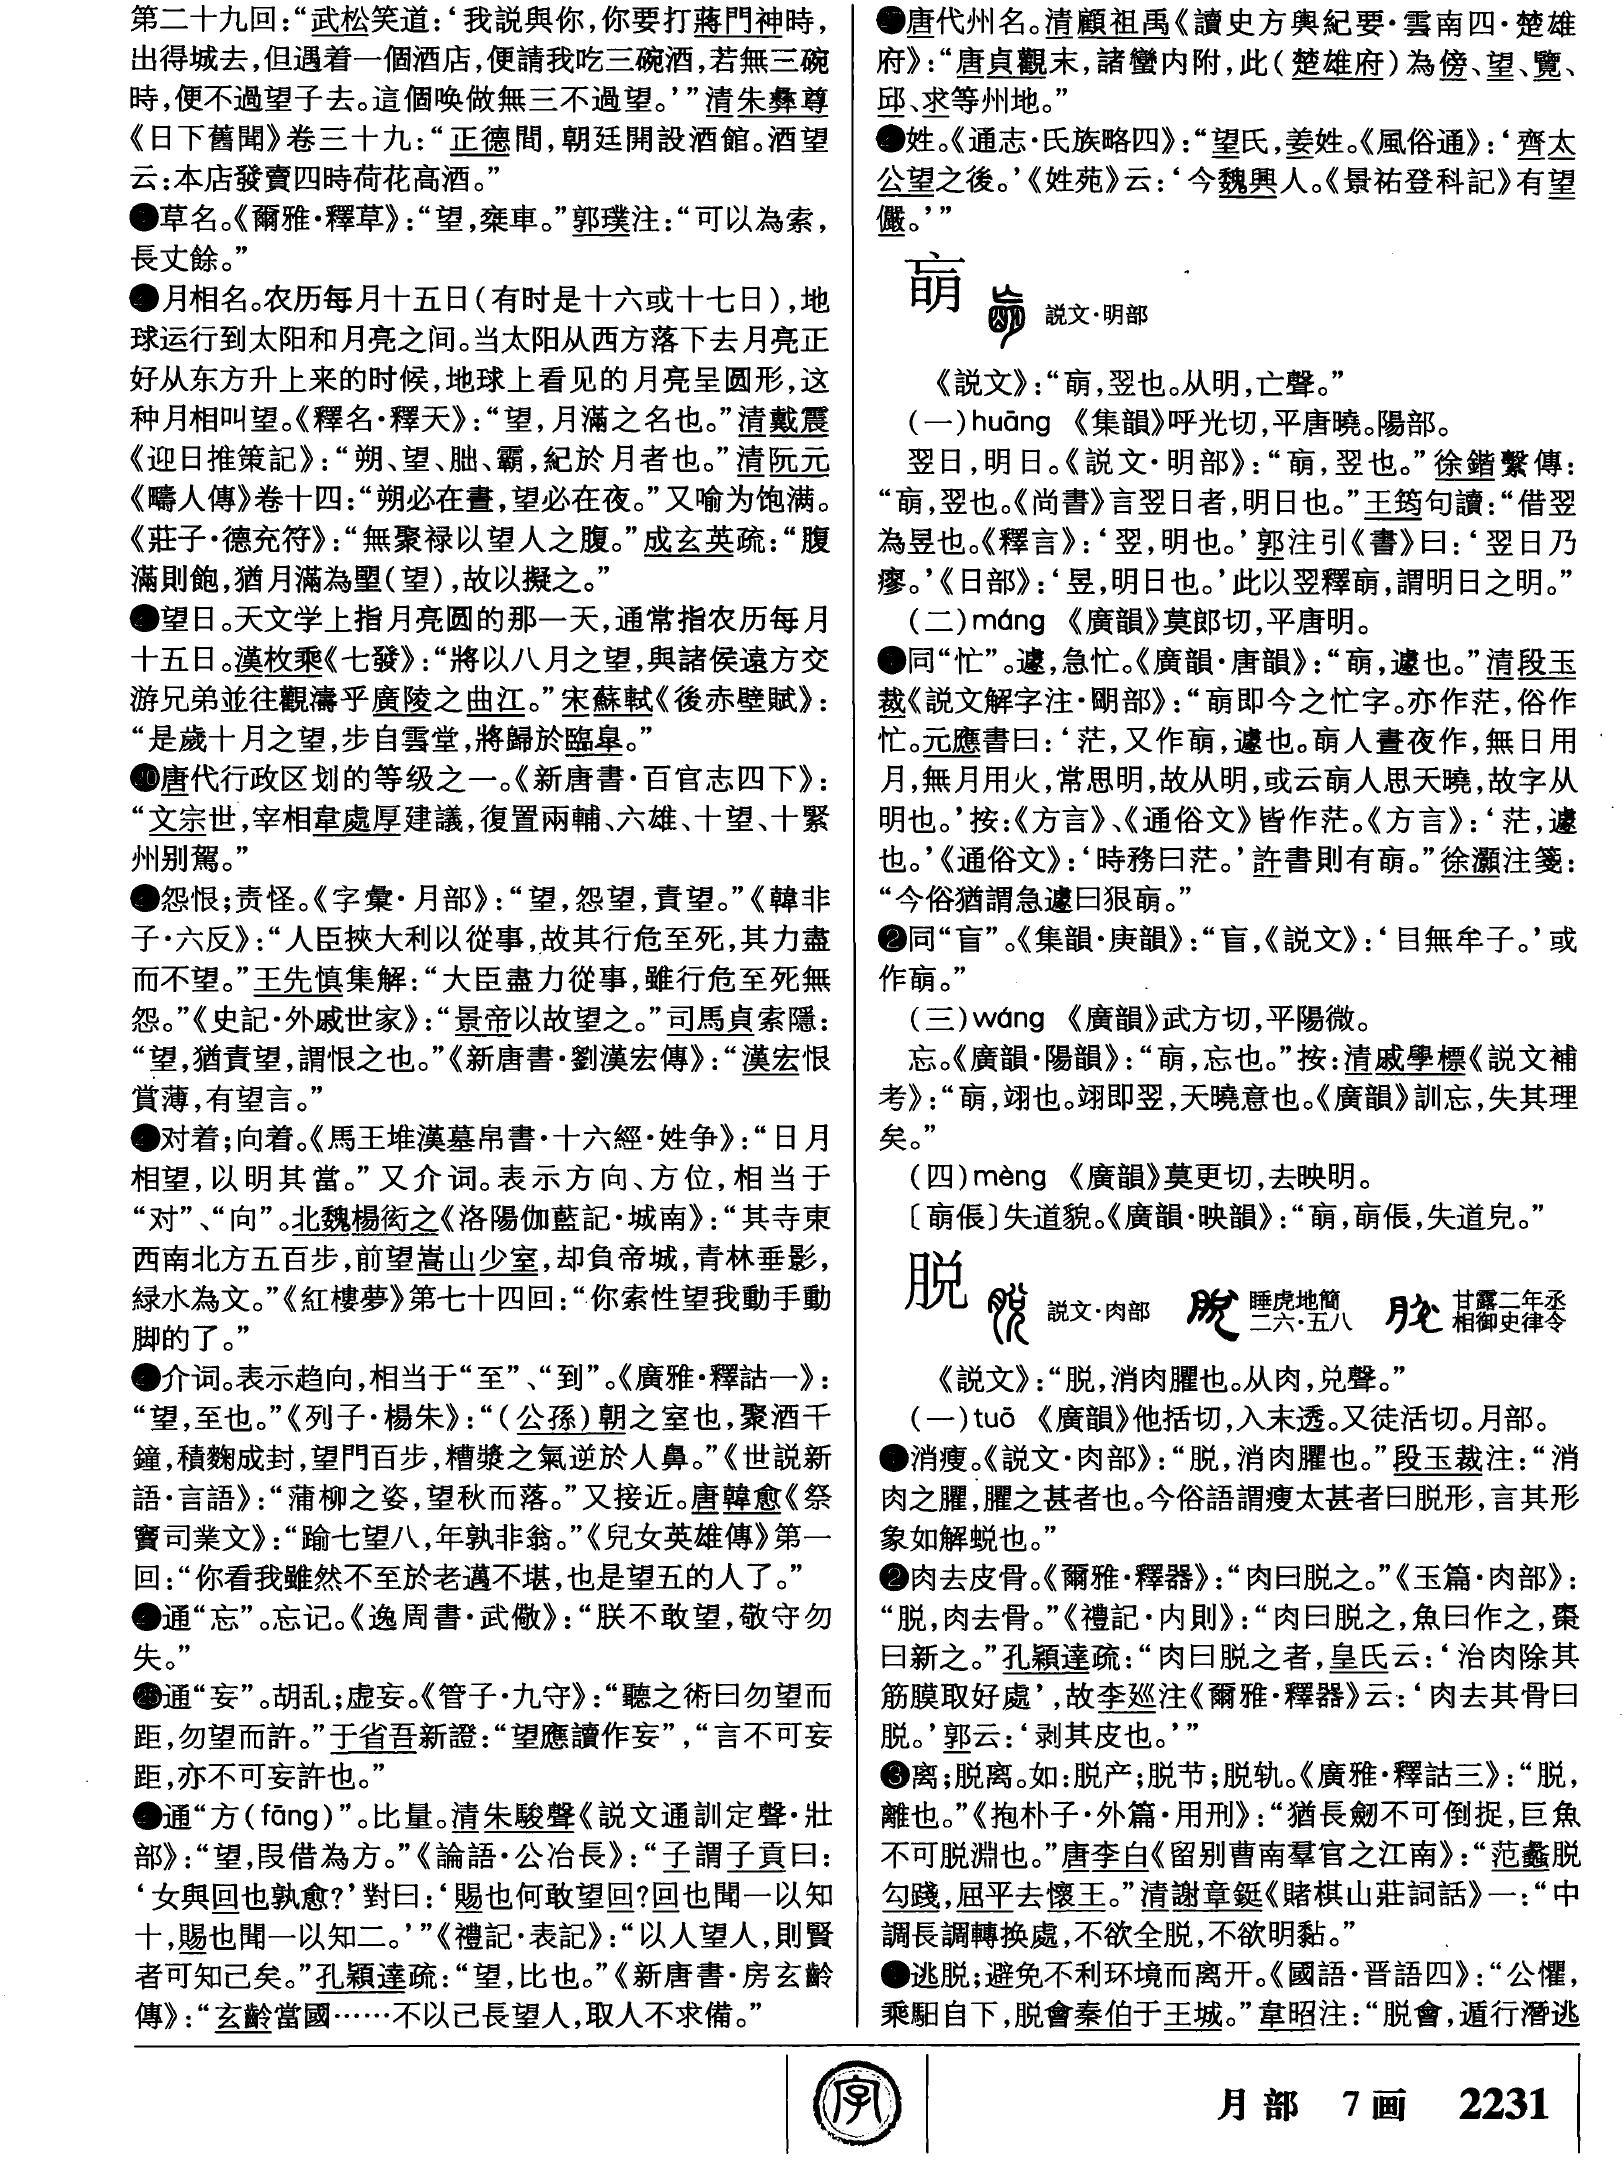 第二十九回：“武松笑道：‘我説與你，你要打蔣門神時，
出得城去，但遇着一個酒店，便請我吃三碗酒，若無三碗
時，便不過望子去。這個唤做無三不過望。’”清朱彝尊
《日下舊聞》卷三十九：“正德間，朝廷開設酒館。酒望
云：本店發賣四時荷花高酒。”
草名。《爾雅·釋草》：“望，椉車。”郭璞注：“可以為索，
長丈餘。”
月相名。农历每月十五日（有时是十六或十七日），地
球运行到太阳和月亮之间。当太阳从西方落下去月亮正
好从东方升上来的时候，地球上看见的月亮呈圆形，这
种月相叫望。《釋名·釋天》：“望，月滿之名也。”清戴震
《迎日推策記》：“朔、望、朏、霸，紀於月者也。”清阮元
《疇人傳》卷十四：“朔必在晝，望必在夜。”又喻为饱满。
《莊子·德充符》：“無聚禄以望人之腹。”成玄英疏：“腹
滿則飽，猶月滿為朢（望），故以擬之。”
望日。天文学上指月亮圆的那一天，通常指农历每月
十五日。漢枚乘《七發》：“將以八月之望，與諸侯遠方交
游兄弟並往觀濤乎廣陵之曲江。”宋蘇軾《後赤壁賦》：
“是歲十月之望，步自雪堂，將歸於臨皋。”
⑳唐代行政区划的等级之一。《新唐書·百官志四下》：
“文宗世，宰相韋處厚建議，復置兩輔、六雄、十望、十緊
州别駕。”
怨恨；责怪。《字彙·月部》：“望，怨望，責望。”《韓非
子·六反》：“人臣挾大利以從事，故其行危至死，其力盡
而不望。”王先慎集解：“大臣盡力從事，雖行危至死無
怨。”《史記·外戚世家》：“景帝以故望之。”司馬貞索隱：
“望，猶責望，謂恨之也。”《新唐書·劉漢宏傳》：“漢宏恨
賞薄，有望言。”
对着；向着。《馬王堆漢墓帛書·十六經·姓争》：“日月
相望，以明其當。”又介词。表示方向、方位，相当于
“对”、“向”。北魏楊衒之《洛陽伽藍記·城南》：“其寺東
西南北方五百步，前望嵩山少室，却負帝城，青林垂影，
緑水為文。”《紅樓夢》第七十四回：“你索性望我動手動
脚的了。”
介词。表示趋向，相当于“至”、“到”。《廣雅·釋詁一》：
“望，至也。”《列子·楊朱》：“（公孫）朝之室也，聚酒千
鐘，積麴成封，望門百步，糟漿之氣逆於人鼻。”《世説新
語·言語》：“蒲柳之姿，望秋而落。”又接近。唐韓愈《祭
竇司業文》：“踰七望八，年孰非翁。”《兒女英雄傳》第一
回：“你看我雖然不至於老邁不堪，也是望五的人了。”
通“忘”。忘记。《逸周書·武儆》：“朕不敢望，敬守勿
失。”
㉕通“妄”。胡乱；虚妄。《管子·九守》：“聽之術曰勿望而
距，勿望而許。”于省吾新證：“望應讀作妄”，“言不可妄
距，亦不可妄許也。”
通“方（fāng）”。比量。清朱駿聲《説文通訓定聲·壯
部》：“望，叚借為方。”《論語·公冶長》：“子謂子貢曰：
‘女與回也孰愈？’對曰：‘賜也何敢望回？回也聞一以知
十，賜也聞一以知二。’”《禮記·表記》：“以人望人，則賢
者可知己矣。”孔穎達疏：“望，比也。”《新唐書·房玄齡
傳》：“玄齡當國……不以己長望人，取人不求備。”
唐代州名。清顧祖禹《讀史方輿紀要·雲南四·楚雄
府》：“唐貞觀末，諸蠻内附，此（楚雄府）為傍、望、覽、
邱、求等州地。”
姓。《通志·氏族略四》：“望氏，姜姓。《風俗通》：‘齊太
公望之後。’《姓苑》云：‘今魏興人。《景祐登科記》有望
儼。’”
朚 説文·明部
《説文》：“朚，翌也。从明，亡聲。”
（一）huāng 《集韻》呼光切，平唐曉。陽部。
翌日，明日。《説文·明部》：“朚，翌也。”徐鍇繫傳：
“朚，翌也。《尚書》言翌日者，明日也。”王筠句讀：“借翌
為昱也。《釋言》：‘翌，明也。’郭注引《書》曰：‘翌日乃
瘳。’《日部》：‘昱，明日也。’此以翌釋朚，謂明日之明。”
（二）máng 《廣韻》莫郎切，平唐明。
❶同“忙”。遽，急忙。《廣韻·唐韻》：“朚，遽也。”清段玉
裁《説文解字注·朙部》：“朚即今之忙字。亦作茫，俗作
忙。元應書曰：‘茫，又作朚，遽也。朚人晝夜作，無日用
月，無月用火，常思明，故从明，或云朚人思天曉，故字从
明也。’按：《方言》、《通俗文》皆作茫。《方言》：‘茫，遽
也。’《通俗文》：‘時務曰茫。’許書則有朚。”徐灝注箋：
“今俗猶謂急遽曰狠朚。”
❷同“盲”。《集韻·庚韻》：“盲，《説文》：‘目無牟子。’或
作朚。”
（三）wáng 《廣韻》武方切，平陽微。
忘。《廣韻·陽韻》：“朚，忘也。”按：清戚學標《説文補
考》：“朚，翊也。翊即翌，天曉意也。《廣韻》訓忘，失其理
矣。”
（四）mèng 《廣韻》莫更切，去映明。
〔朚倀〕失道貌。《廣韻·映韻》：“朚，朚倀，失道皃。”
脱 説文·肉部 睡虎地簡二六·五八 甘露二年丞相御史律令
《説文》：“脱，消肉臞也。从肉，兑聲。”
（一）tuō 《廣韻》他括切，入末透。又徒活切。月部。
❶消瘦。《説文·肉部》：“脱，消肉臞也。”段玉裁注：“消
肉之臞，臞之甚者也。今俗語謂瘦太甚者曰脱形，言其形
象如解蜕也。”
❷肉去皮骨。《爾雅·釋器》：“肉曰脱之。”《玉篇·肉部》：
“脱，肉去骨。”《禮記·内則》：“肉曰脱之，魚曰作之，棗
曰新之。”孔穎達疏：“肉曰脱之者，皇氏云：‘治肉除其
筋膜取好處’，故李巡注《爾雅·釋器》云：‘肉去其骨曰
脱。’郭云：‘剥其皮也。’”
❸离；脱离。如：脱产；脱节；脱轨。《廣雅·釋詁三》：“脱，
離也。”《抱朴子·外篇·用刑》：“猶長劒不可倒捉，巨魚
不可脱淵也。”唐李白《留别曹南羣官之江南》：“范蠡脱
勾踐，屈平去懷王。”清謝章鋌《賭棋山莊詞話》一：“中
調長調轉换處，不欲全脱，不欲明黏。”
❹逃脱；避免不利环境而离开。《國語·晋語四》：“公懼，
乘馹自下，脱會秦伯于王城。”韋昭注：“脱會，遁行潛逃
字
月部 7画 2231